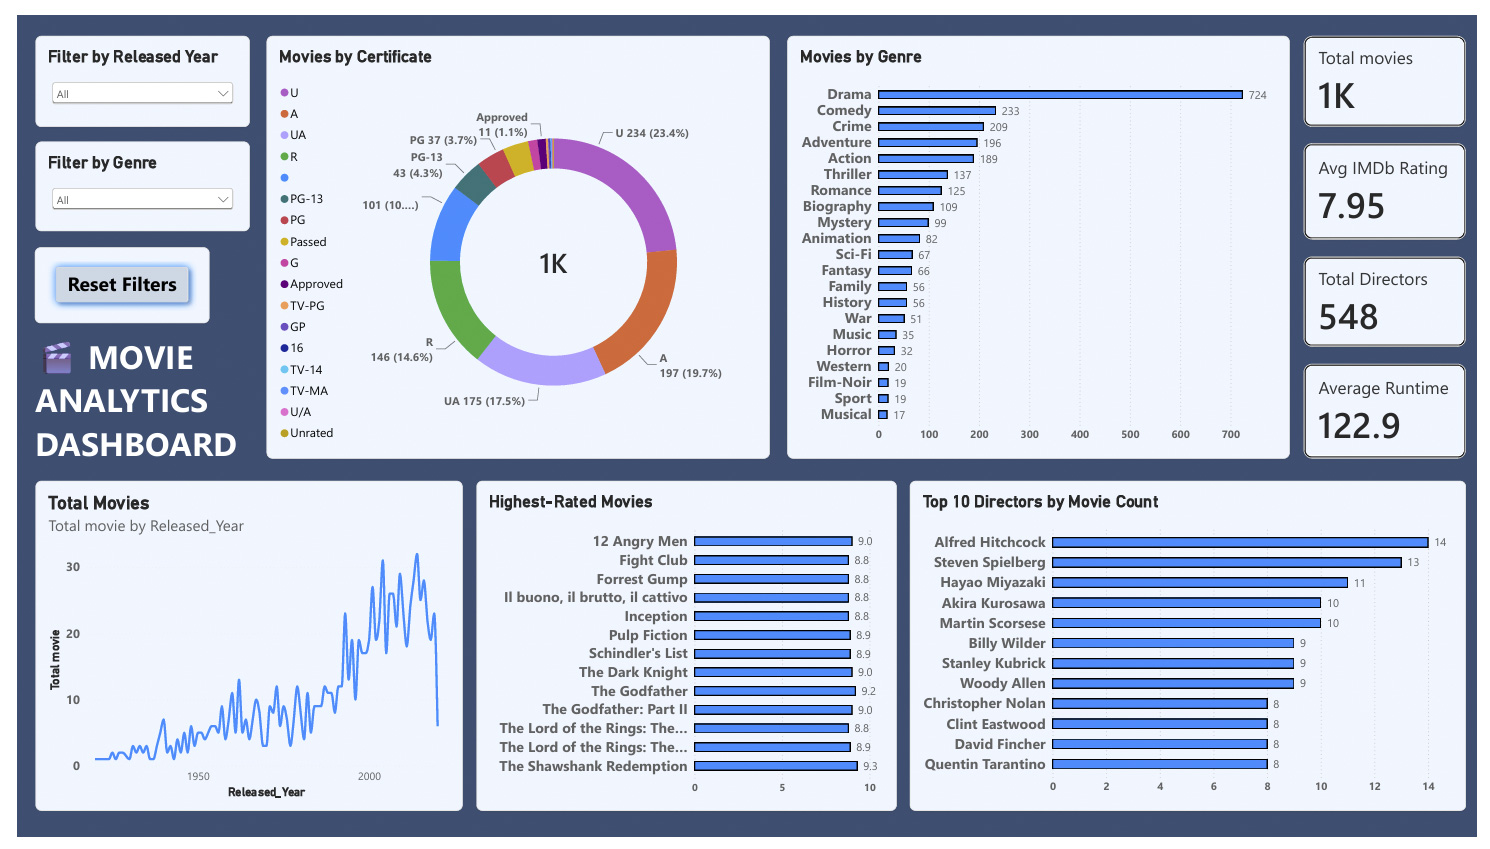 Filter by Released Year
All
Filter by Genre
All
Reset Filters
🎬 MOVIE
ANALYTICS
DASHBOARD
Movies by Certificate
U
A
UA
R
PG-13
PG
Passed
G
Approved
TV-PG
GP
16
TV-14
TV-MA
U/A
Unrated
U 234 (23.4%)
A
197 (19.7%)
UA 175 (17.5%)
R
146 (14.6%)
101 (10....)
PG-13
43 (4.3%)
PG 37 (3.7%)
Approved
11 (1.1%)
1K
Movies by Genre
Drama 724
Comedy 233
Crime 209
Adventure 196
Action 189
Thriller 137
Romance 125
Biography 109
Mystery 99
Animation 82
Sci-Fi 67
Fantasy 66
Family 56
History 56
War 51
Music 35
Horror 32
Western 20
Film-Noir 19
Sport 19
Musical 17
0 100 200 300 400 500 600 700
Total movies
1K
Avg IMDb Rating
7.95
Total Directors
548
Average Runtime
122.9
Total Movies
Total movie by Released_Year
Total movie
30
20
10
0
1950 2000
Released_Year
Highest-Rated Movies
12 Angry Men 9.0
Fight Club 8.8
Forrest Gump 8.8
Il buono, il brutto, il cattivo 8.8
Inception 8.8
Pulp Fiction 8.9
Schindler's List 8.9
The Dark Knight 9.0
The Godfather 9.2
The Godfather: Part II 9.0
The Lord of the Rings: The... 8.8
The Lord of the Rings: The... 8.9
The Shawshank Redemption 9.3
0 5 10
Top 10 Directors by Movie Count
Alfred Hitchcock 14
Steven Spielberg 13
Hayao Miyazaki 11
Akira Kurosawa 10
Martin Scorsese 10
Billy Wilder 9
Stanley Kubrick 9
Woody Allen 9
Christopher Nolan 8
Clint Eastwood 8
David Fincher 8
Quentin Tarantino 8
0 2 4 6 8 10 12 14